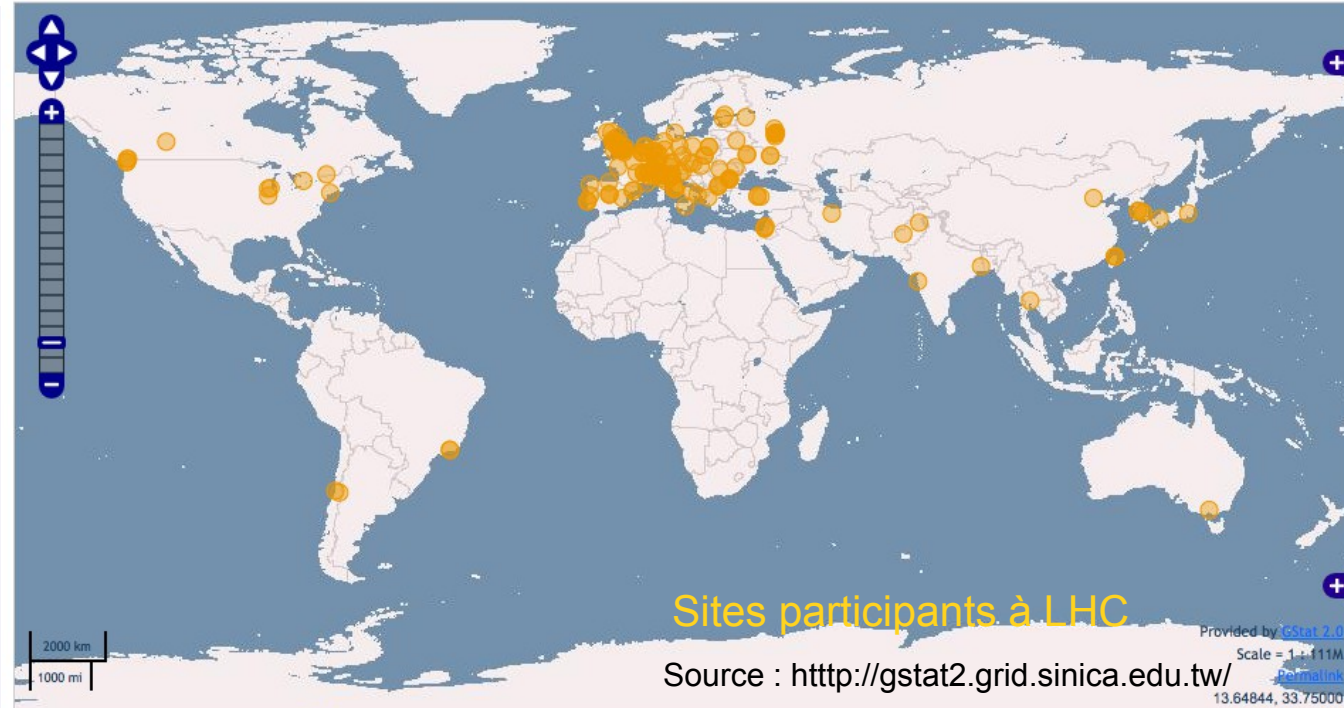 2000 km
1000 mi
Sites participants à LHC
Source : htttp://gstat2.grid.sinica.edu.tw/
Provided by GStat 2.0
Scale = 1 : 111M
Permalink
13.64844, 33.75000